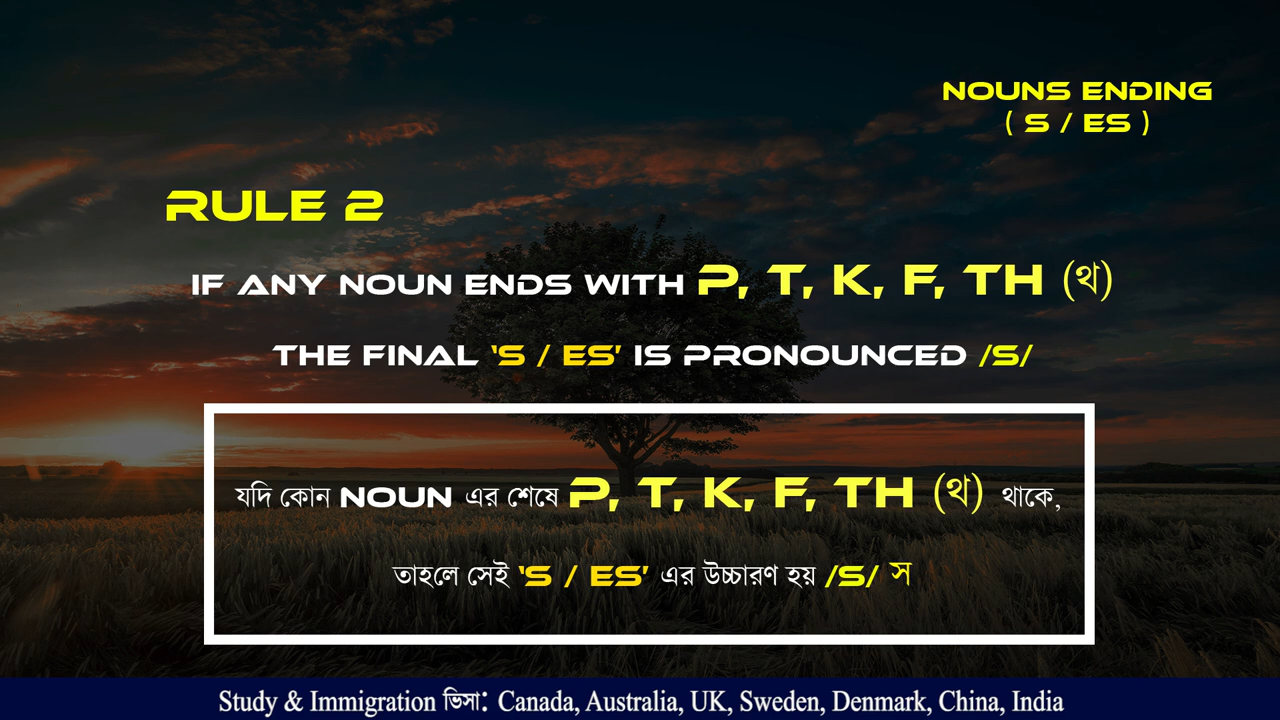 NOUNS ENDING
( S / ES )
RULE 2
IF ANY NOUN ENDS WITH P, T, K, F, TH (থ)
THE FINAL ‘S / ES’ IS PRONOUNCED /S/
যদি কোন NOUN এর শেষে P, T, K, F, TH (থ) থাকে,
তাহলে সেই ‘S / ES’ এর উচ্চারণ হয় /S/ স
Study & Immigration ভিসা: Canada, Australia, UK, Sweden, Denmark, China, India